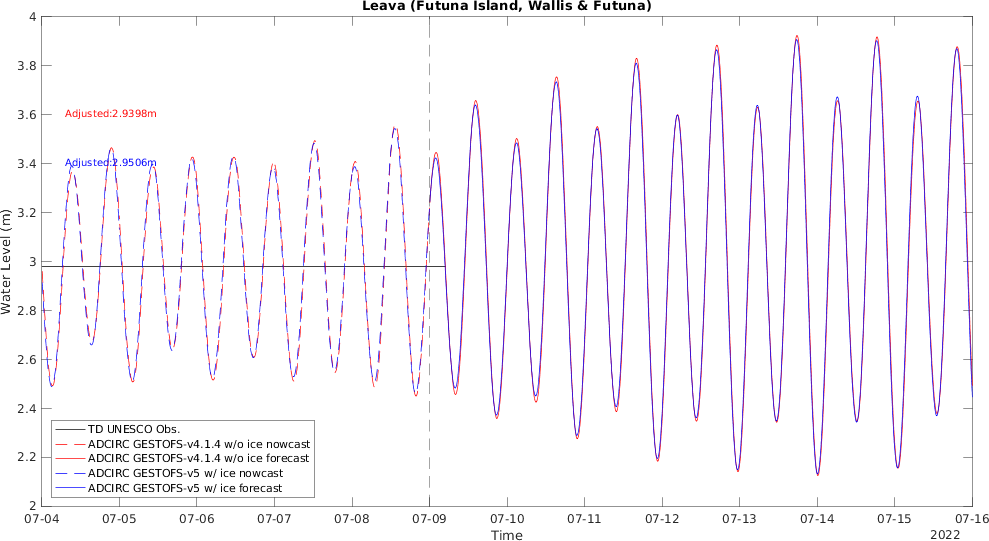 Leava (Futuna Island, Wallis & Futuna)
Water Level (m)
4
3.8
3.6
3.4
3.2
3
2.8
2.6
2.4
2.2
2
Adjusted:2.9398m
Adjusted:2.9506m
TD UNESCO Obs.
ADCIRC GESTOFS-v4.1.4 w/o ice nowcast
ADCIRC GESTOFS-v4.1.4 w/o ice forecast
ADCIRC GESTOFS-v5 w/ ice nowcast
ADCIRC GESTOFS-v5 w/ ice forecast
07-04 07-05 07-06 07-07 07-08 07-09 07-10 07-11 07-12 07-13 07-14 07-15 07-16
Time
2022